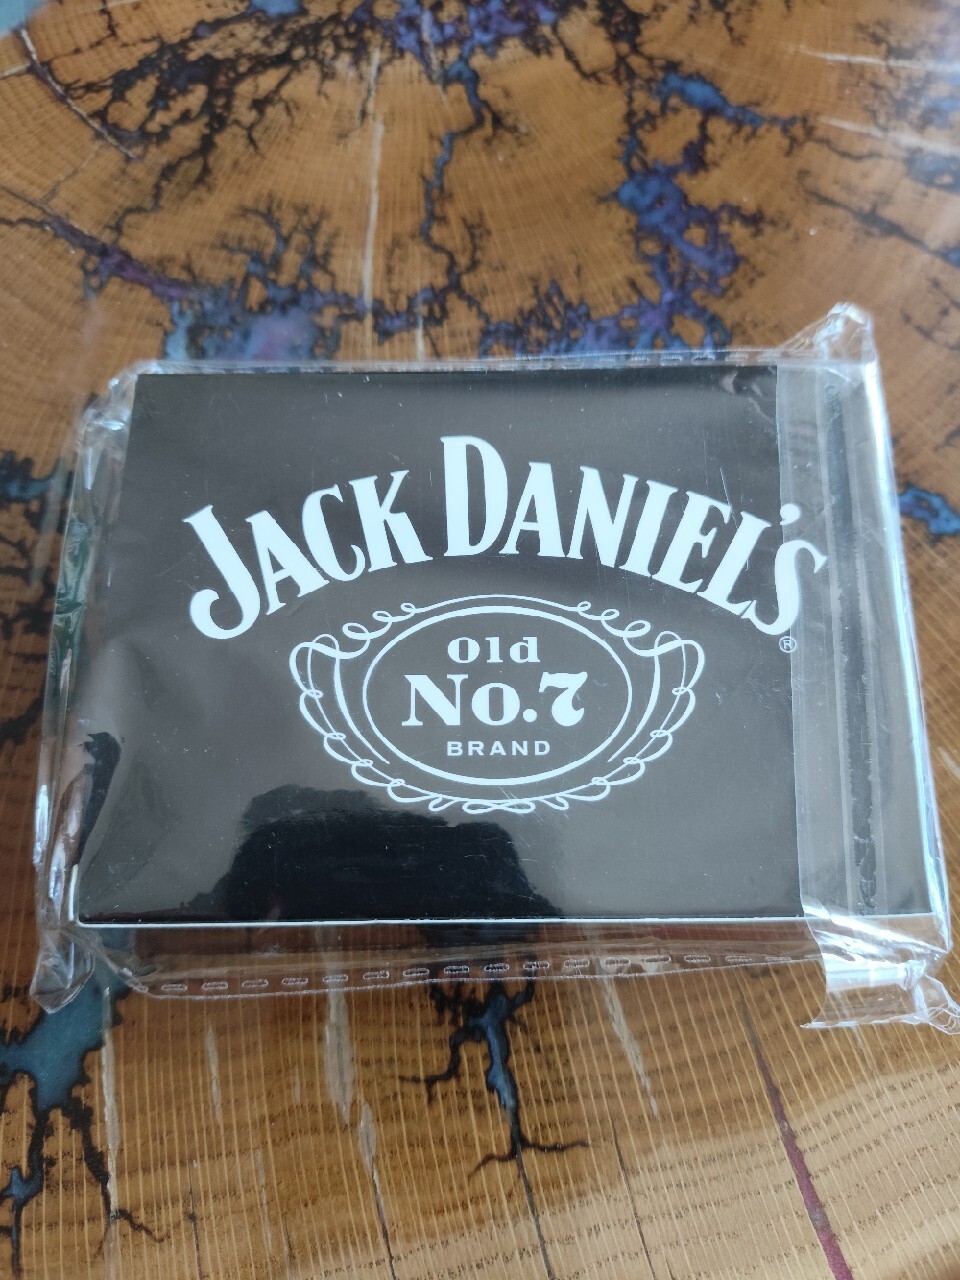 JACK DANIEL'S
®
Old
No.7
BRAND